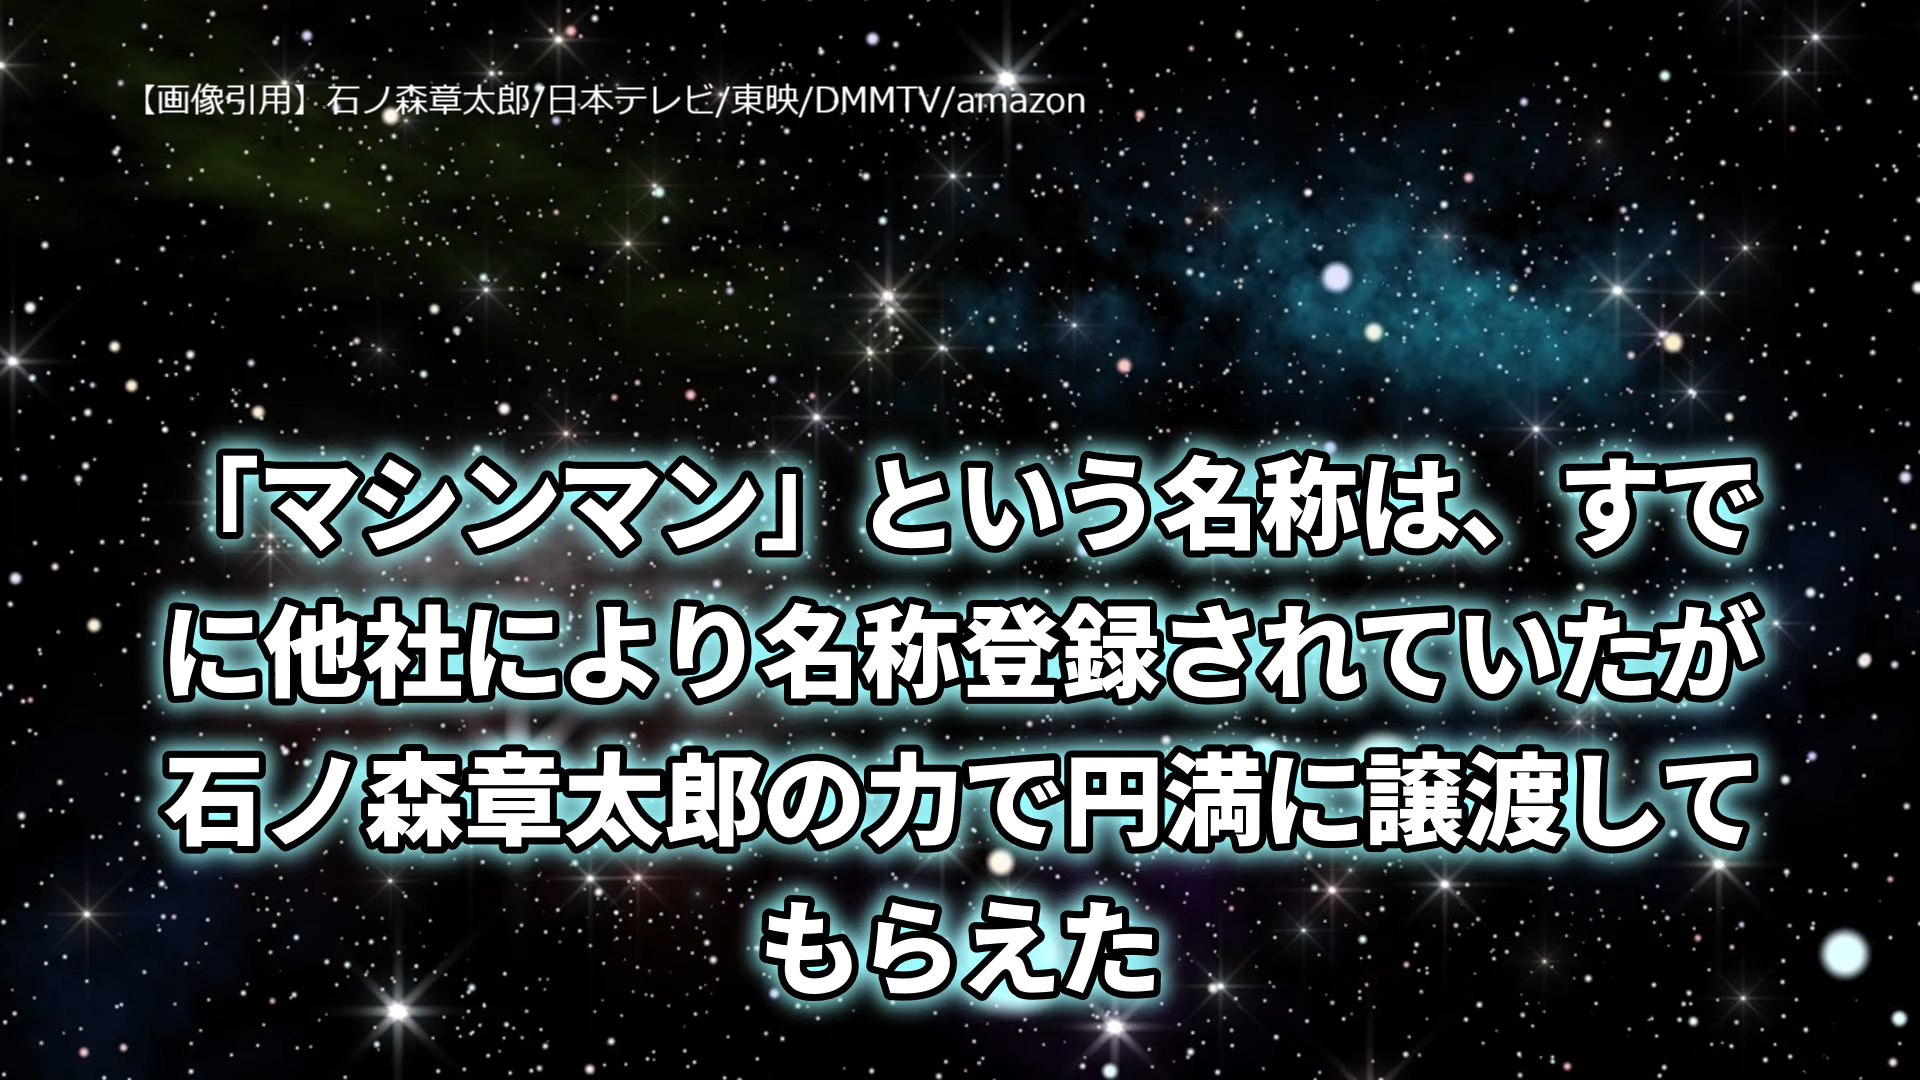 【画像引用】石ノ森章太郎/日本テレビ/東映/DMMTV/amazon
「マシンマン」という名称は、すで
に他社により名称登録されていたが
石ノ森章太郎の力で円満に譲渡して
もらえた